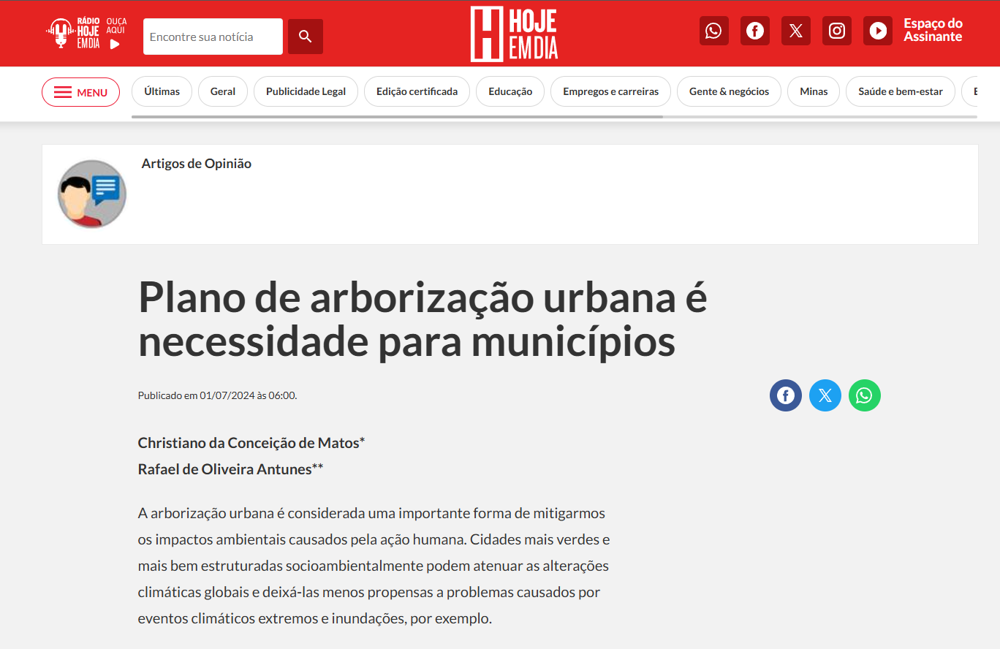 RÁDIO
HOJE
EM DIA
OUÇA
AQUI
Encontre sua notícia
HOJE
EM DIA
Espaço do
Assinante
MENU
Últimas
Geral
Publicidade Legal
Edição certificada
Educação
Empregos e carreiras
Gente & negócios
Minas
Saúde e bem-estar
Artigos de Opinião
Plano de arborização urbana é
necessidade para municípios
Publicado em 01/07/2024 às 06:00.
Christiano da Conceição de Matos*
Rafael de Oliveira Antunes**
A arborização urbana é considerada uma importante forma de mitigarmos
os impactos ambientais causados pela ação humana. Cidades mais verdes e
mais bem estruturadas socioambientalmente podem atenuar as alterações
climáticas globais e deixá-las menos propensas a problemas causados por
eventos climáticos extremos e inundações, por exemplo.